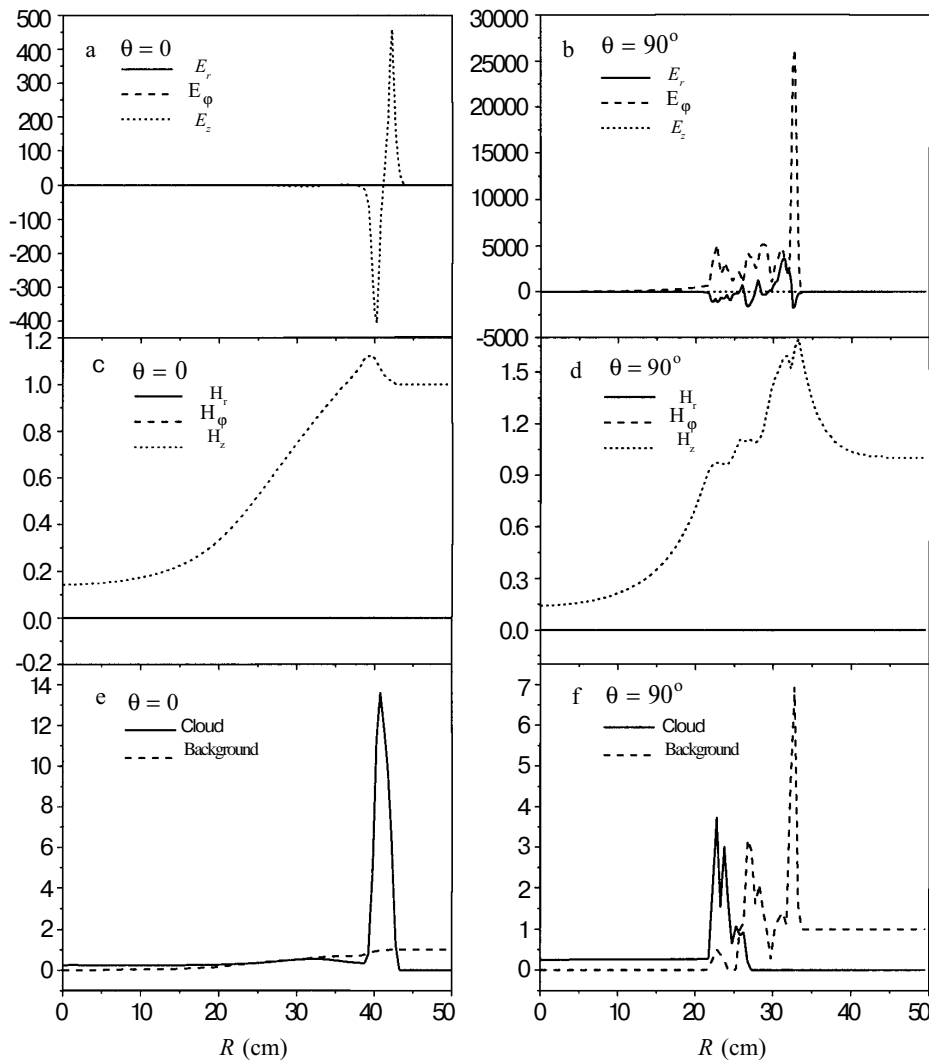 500
400
300
200
100
0
-100
-200
-300
-400
a
θ = 0
E_r
E_φ
E_z
30000
25000
20000
15000
10000
5000
0
-5000
b
θ = 90°
E_r
E_φ
E_z
1.2
1.0
0.8
0.6
0.4
0.2
0.0
-0.2
c
θ = 0
H_r
H_φ
H_z
1.5
1.2
0.9
0.6
0.3
0.0
d
θ = 90°
H_r
H_φ
H_z
14
12
10
8
6
4
2
0
e
θ = 0
Cloud
Background
0 10 20 30 40 50
R (cm)
7
6
5
4
3
2
1
0
f
θ = 90°
Cloud
Background
0 10 20 30 40 50
R (cm)